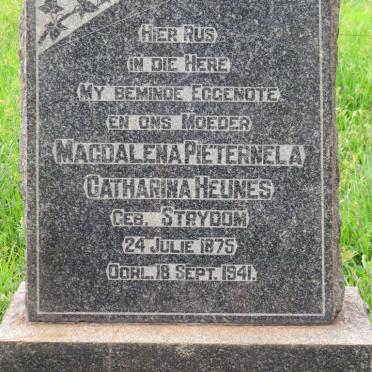 HIER RUS
IN DIE HERE
MY BEMINDE EGGENOTE,
EN ONS MOEDER
MAGDALENA PIETERNELA
CATHARINA HEUNES
GEB. STRYDOM
24 JULIE 1875
OORL. 18 SEPT. 1941.